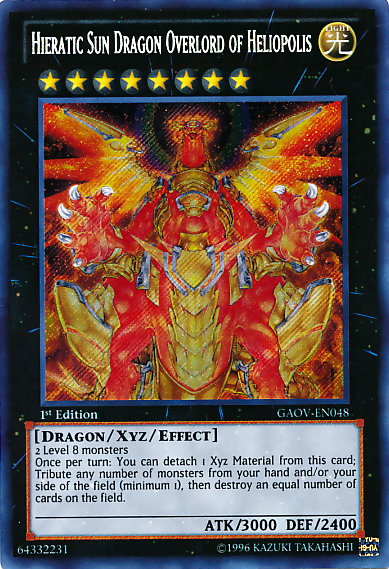 HIERATIC SUN DRAGON OVERLORD OF HELIOPOLIS
LIGHT
光
1st Edition
GAOV-EN048
[DRAGON/XYZ/EFFECT]
2 Level 8 monsters
Once per turn: You can detach 1 Xyz Material from this card;
Tribute any number of monsters from your hand and/or your
side of the field (minimum 1), then destroy an equal number of
cards on the field.
ATK/3000 DEF/2400
64332231
©1996 KAZUKI TAKAHASHI